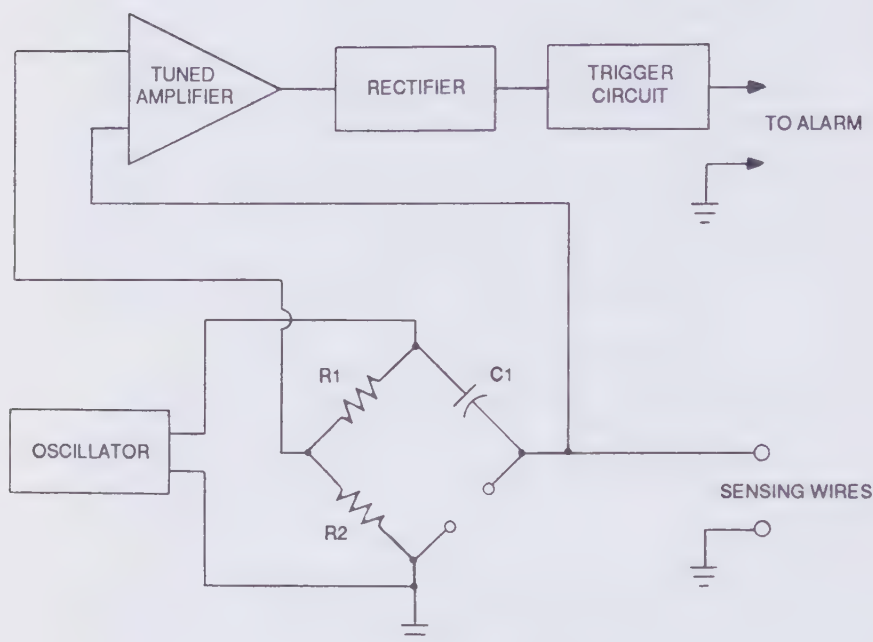 TUNED
AMPLIFIER
RECTIFIER
TRIGGER
CIRCUIT
TO ALARM
R1
C1
OSCILLATOR
R2
SENSING WIRES